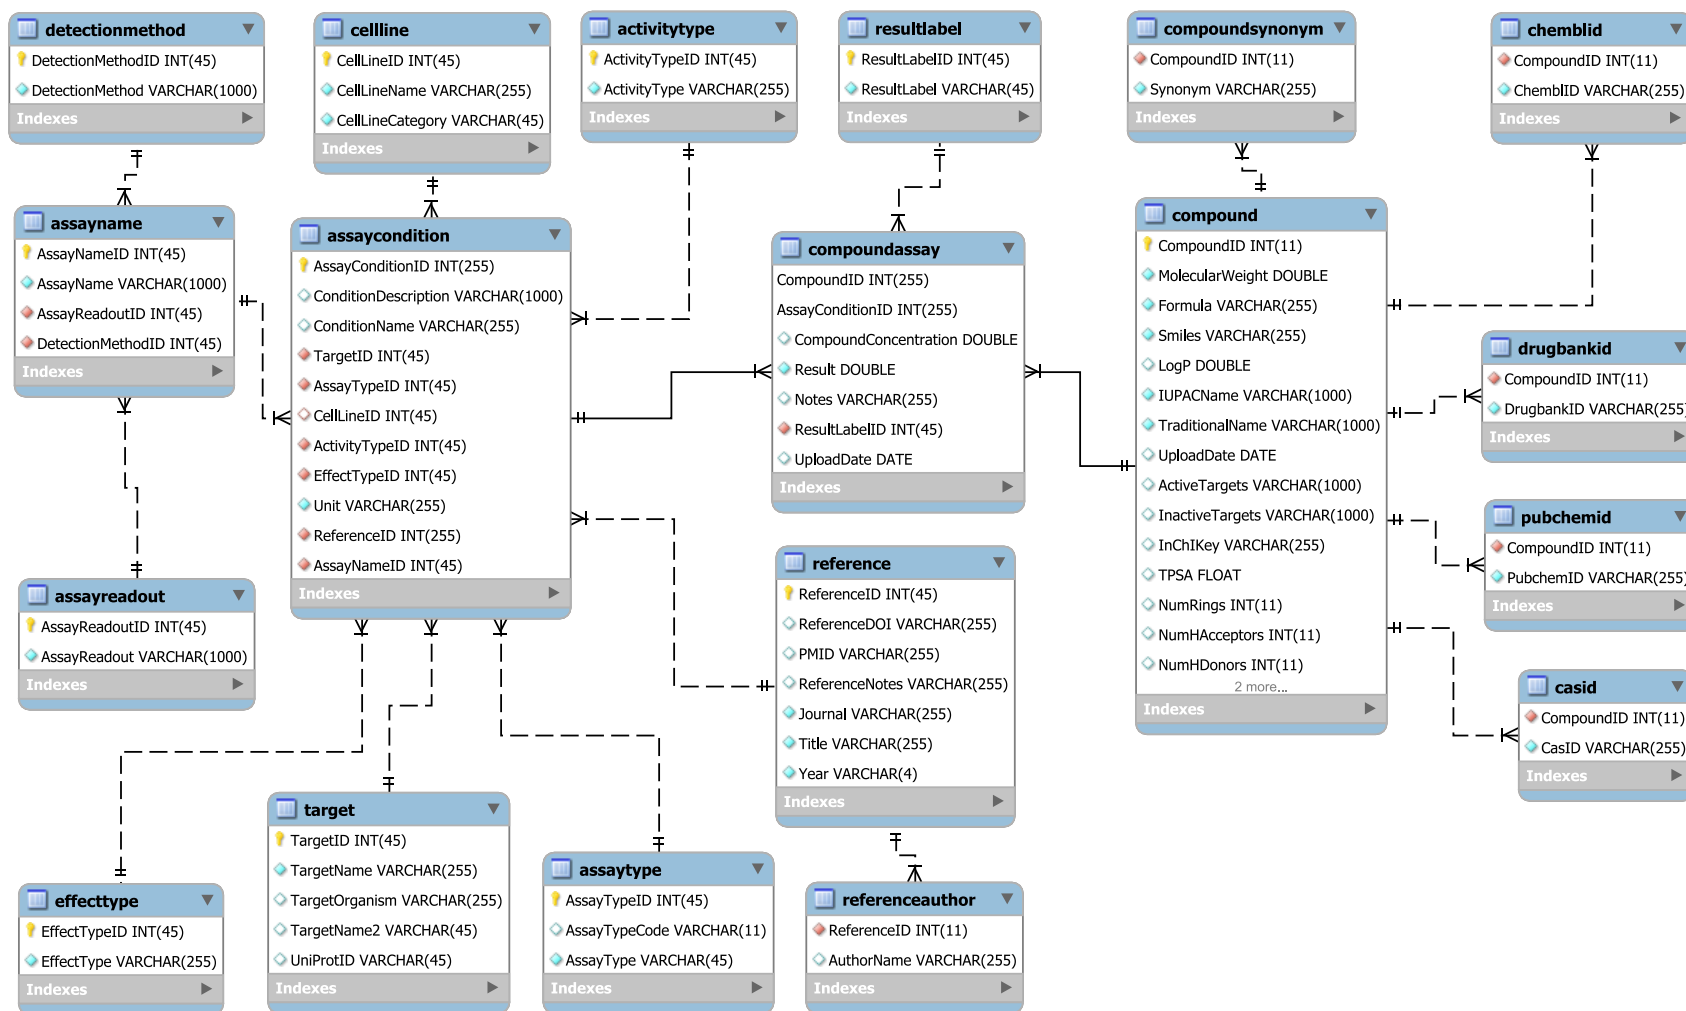 detectionmethod
DetectionMethodID INT(45)
DetectionMethod VARCHAR(1000)
Indexes
cellline
CellLineID INT(45)
CellLineName VARCHAR(255)
CellLineCategory VARCHAR(45)
Indexes
activitytype
ActivityTypeID INT(45)
ActivityType VARCHAR(255)
Indexes
resultlabel
ResultLabelID INT(45)
ResultLabel VARCHAR(45)
Indexes
compoundsynonym
CompoundID INT(11)
Synonym VARCHAR(255)
Indexes
chemblid
CompoundID INT(11)
ChemblID VARCHAR(255)
Indexes
assayname
AssayNameID INT(45)
AssayName VARCHAR(1000)
AssayReadoutID INT(45)
DetectionMethodID INT(45)
Indexes
assaycondition
AssayConditionID INT(255)
ConditionDescription VARCHAR(1000)
ConditionName VARCHAR(255)
TargetID INT(45)
AssayTypeID INT(45)
CellLineID INT(45)
ActivityTypeID INT(45)
EffectTypeID INT(45)
Unit VARCHAR(255)
ReferenceID INT(255)
AssayNameID INT(45)
Indexes
compoundassay
CompoundID INT(255)
AssayConditionID INT(255)
CompoundConcentration DOUBLE
Result DOUBLE
Notes VARCHAR(255)
ResultLabelID INT(45)
UploadDate DATE
Indexes
compound
CompoundID INT(11)
MolecularWeight DOUBLE
Formula VARCHAR(255)
Smiles VARCHAR(255)
LogP DOUBLE
IUPACName VARCHAR(1000)
TraditionalName VARCHAR(1000)
UploadDate DATE
ActiveTargets VARCHAR(1000)
InactiveTargets VARCHAR(1000)
InChIKey VARCHAR(255)
TPSA FLOAT
NumRings INT(11)
NumHAcceptors INT(11)
NumHDonors INT(11)
2 more...
Indexes
drugbankid
CompoundID INT(11)
DrugbankID VARCHAR(255)
Indexes
pubchemid
CompoundID INT(11)
PubchemID VARCHAR(255)
Indexes
casid
CompoundID INT(11)
CasID VARCHAR(255)
Indexes
assayreadout
AssayReadoutID INT(45)
AssayReadout VARCHAR(1000)
Indexes
reference
ReferenceID INT(45)
ReferenceDOI VARCHAR(255)
PMID VARCHAR(255)
ReferenceNotes VARCHAR(255)
Journal VARCHAR(255)
Title VARCHAR(255)
Year VARCHAR(4)
Indexes
effecttype
EffectTypeID INT(45)
EffectType VARCHAR(255)
Indexes
target
TargetID INT(45)
TargetName VARCHAR(255)
TargetOrganism VARCHAR(255)
TargetName2 VARCHAR(45)
UniProtID VARCHAR(45)
Indexes
assaytype
AssayTypeID INT(45)
AssayTypeCode VARCHAR(11)
AssayType VARCHAR(45)
Indexes
referenceauthor
ReferenceID INT(11)
AuthorName VARCHAR(255)
Indexes